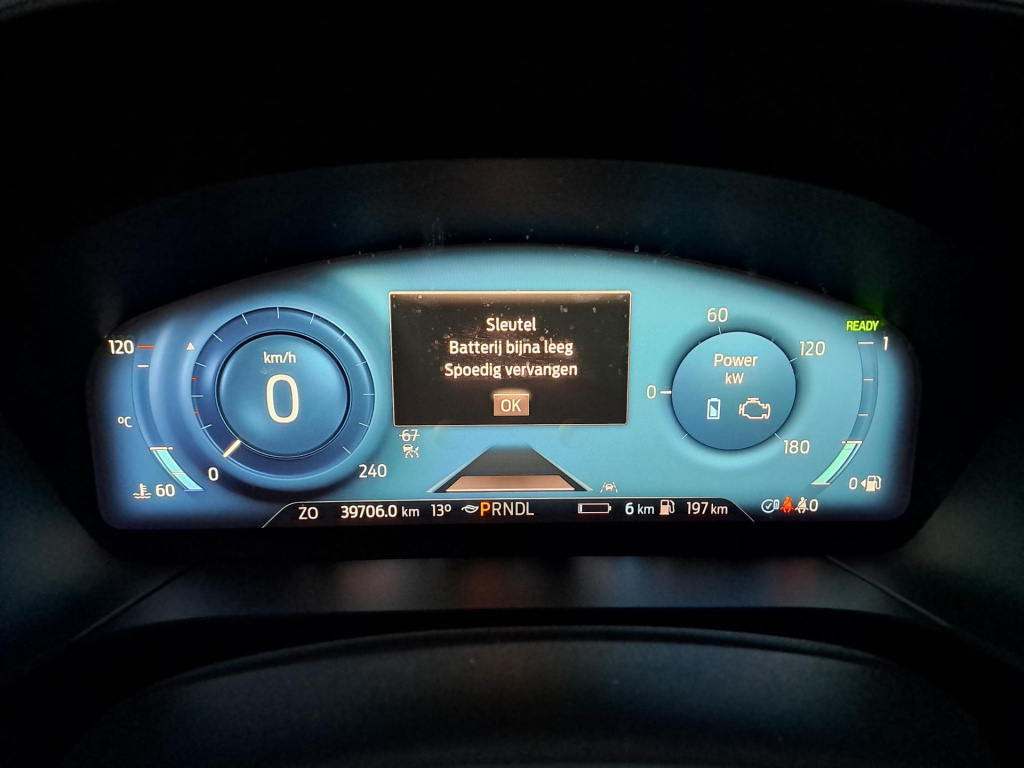 60
READY
120
km/h
Sleutel
Batterij bijna leeg
Spoedig vervangen
OK
Power
kW
120
1
0
0
ºC
67
60
0
240
180
0
ZO 39706.0 km 13º PRNDL 6 km 197 km 0